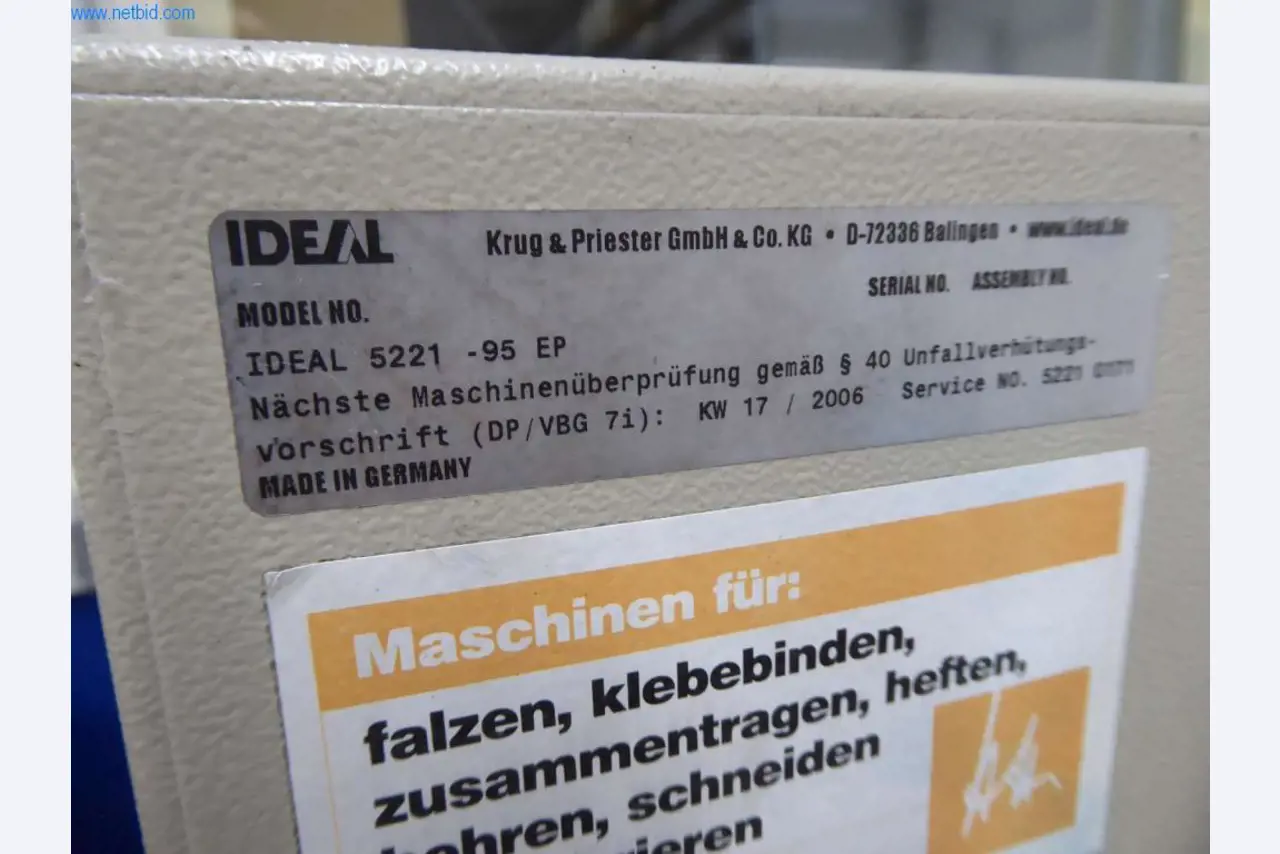 www.netbid.com
IDEAL Krug & Priester GmbH & Co. KG • D-72336 Balingen • www.ideal.de
SERIAL NO. ASSEMBLY NO.
MODEL NO.
IDEAL 5221 -95 EP
Nächste Maschinenüberprüfung gemäß § 40 Unfallverhütungs-
vorschrift (DP/VBG 7i): KW 17 / 2006 Service NO. 5221
MADE IN GERMANY
Maschinen für:
falzen, klebebinden,
zusammentragen, heften,
bohren, schneiden